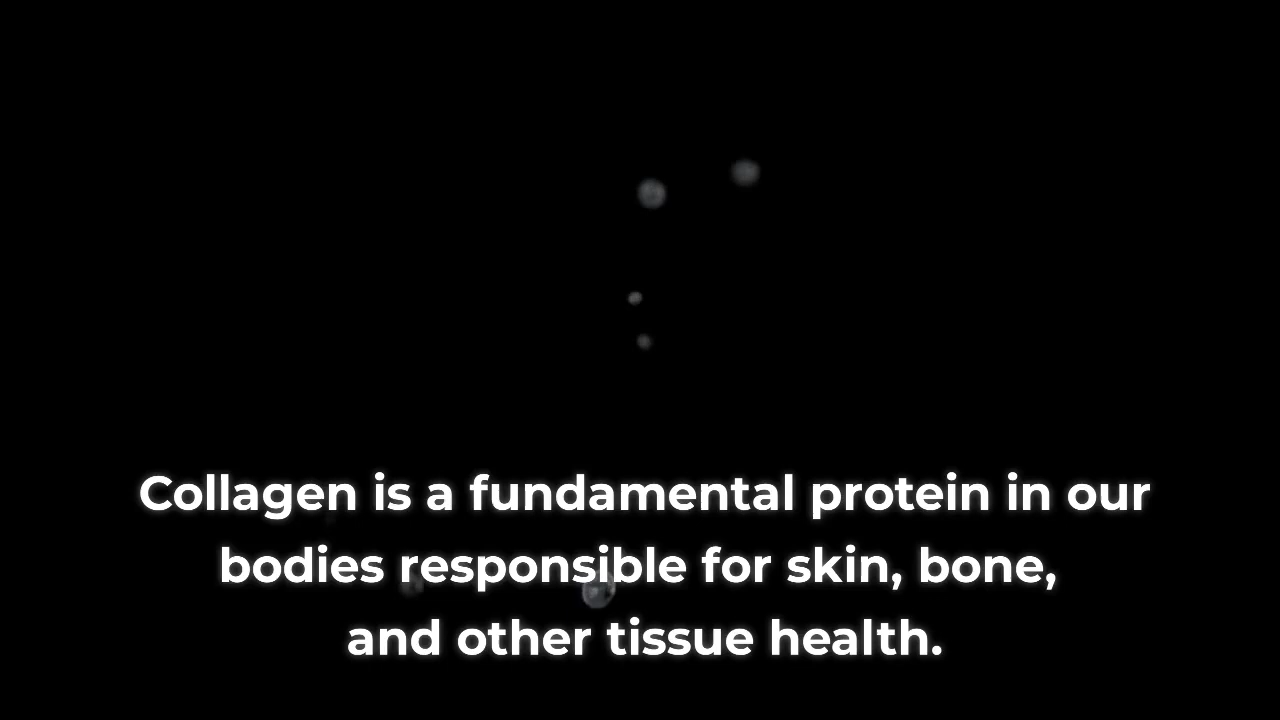 Collagen is a fundamental protein in our
bodies responsible for skin, bone,
and other tissue health.